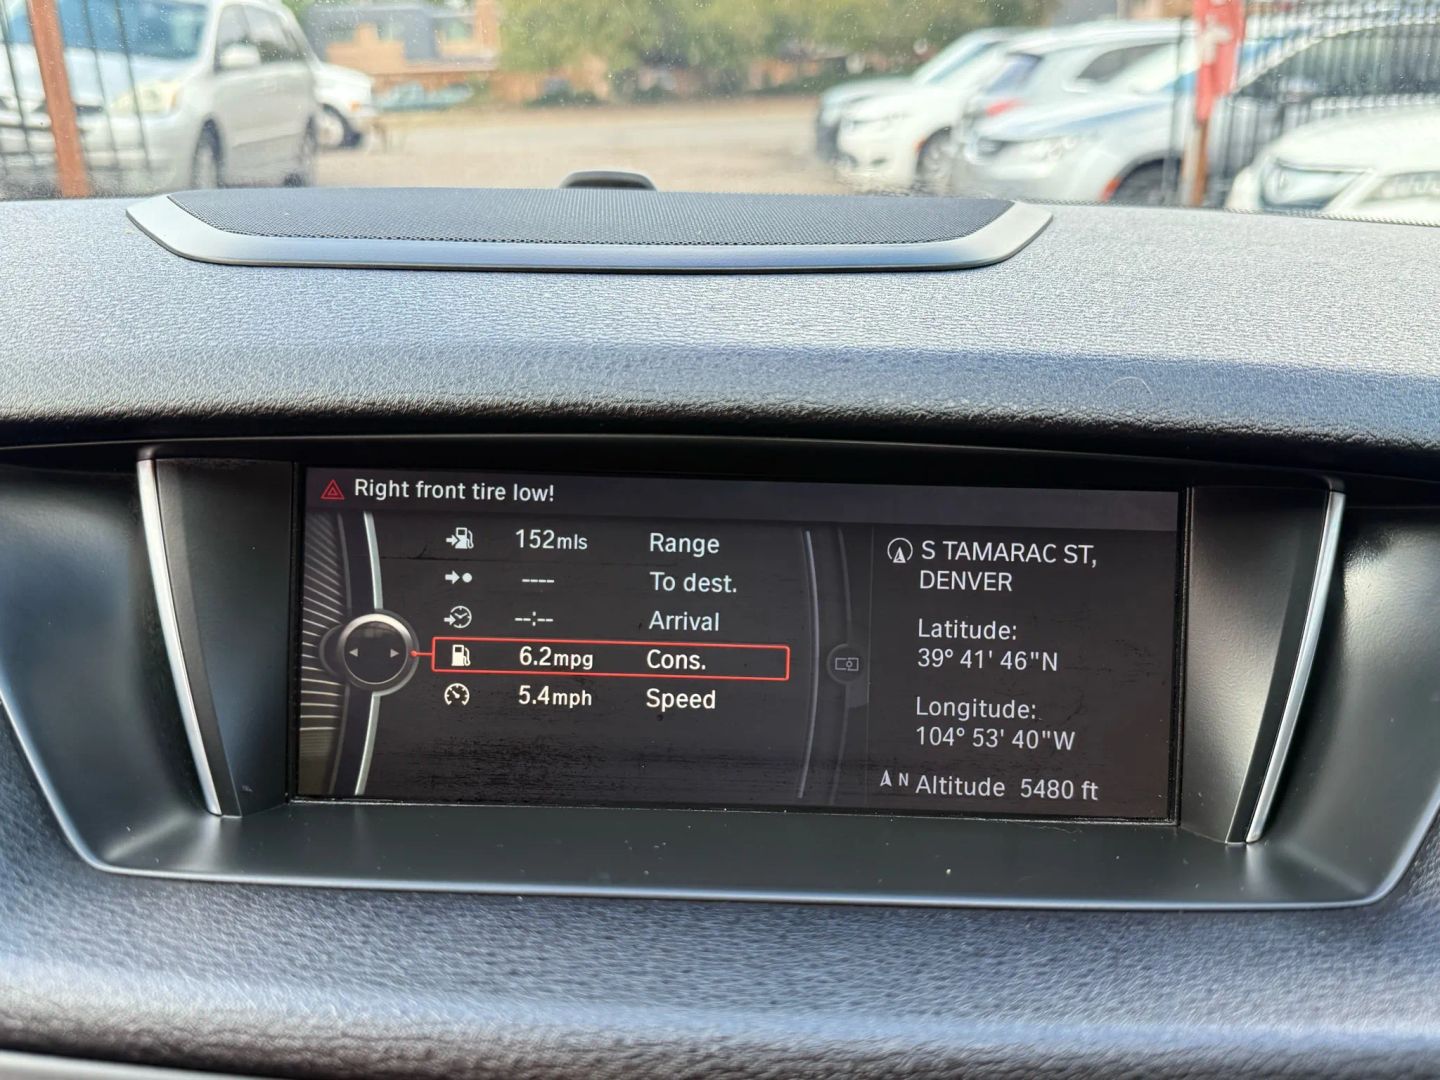 Right front tire low!
152mls Range
---- To dest.
--:-- Arrival
6.2mpg Cons.
5.4mph Speed
S TAMARAC ST,
DENVER
Latitude:
39° 41' 46"N
Longitude:
104° 53' 40"W
N Altitude 5480 ft